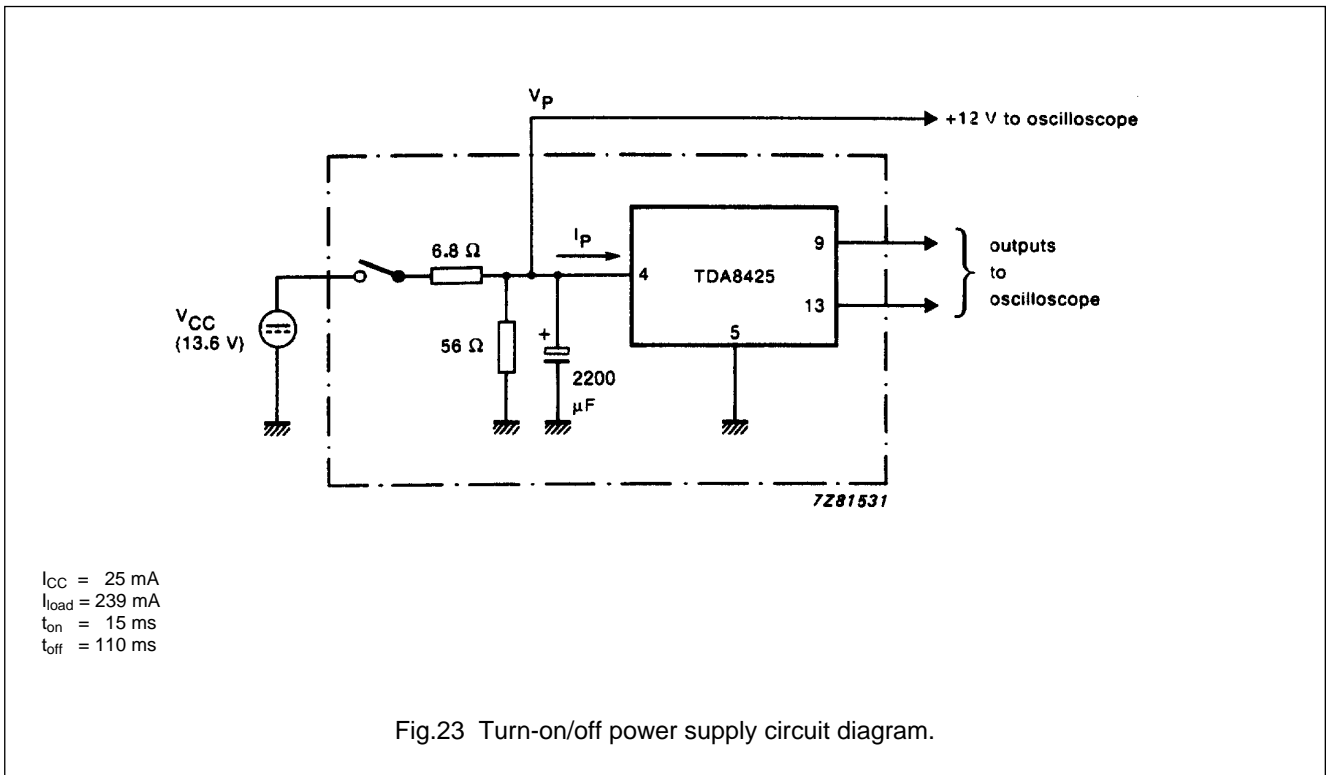 V_P
+12 V to oscilloscope
6.8 Ω
I_P
4
TDA8425
9
13
5
outputs
to
oscilloscope
V_CC
(13.6 V)
56 Ω
+
2200
μF
7Z81531
I_CC = 25 mA
I_load = 239 mA
t_on = 15 ms
t_off = 110 ms
Fig.23 Turn-on/off power supply circuit diagram.